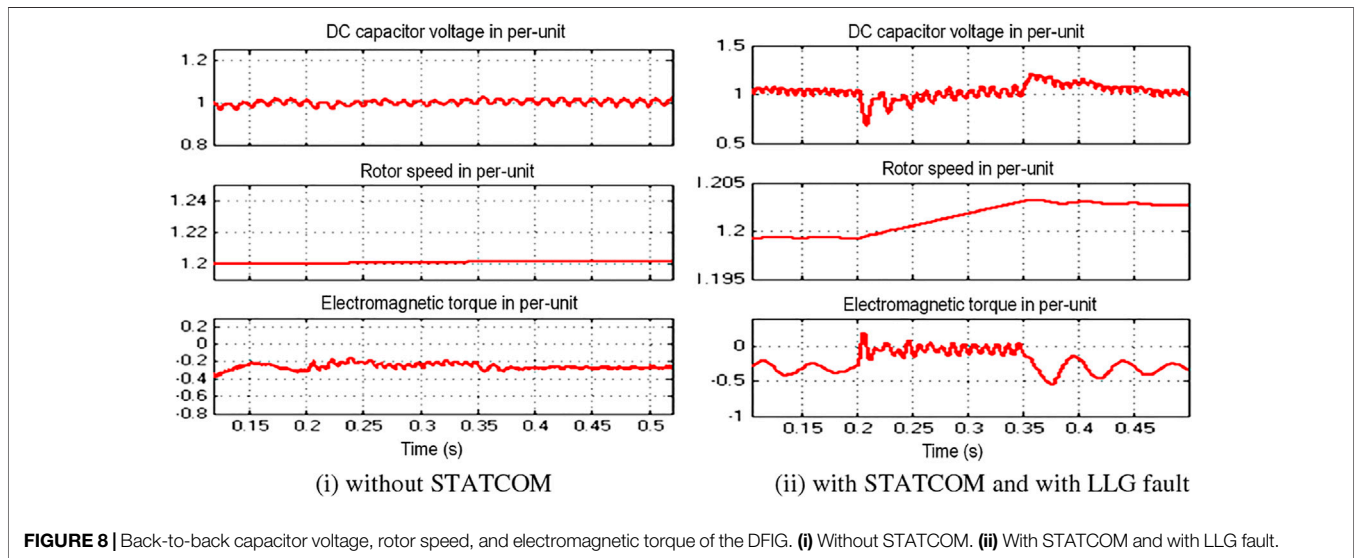 DC capacitor voltage in per-unit
1.2
1
0.8
Rotor speed in per-unit
1.24
1.22
1.2
Electromagnetic torque in per-unit
0.2
0
-0.2
-0.4
-0.6
-0.8
0.15 0.2 0.25 0.3 0.35 0.4 0.45 0.5
Time (s)
(i) without STATCOM
DC capacitor voltage in per-unit
1.5
1
0.5
Rotor speed in per-unit
1.205
1.2
1.195
Electromagnetic torque in per-unit
0
-0.5
-1
0.15 0.2 0.25 0.3 0.35 0.4 0.45
Time (s)
(ii) with STATCOM and with LLG fault
FIGURE 8 | Back-to-back capacitor voltage, rotor speed, and electromagnetic torque of the DFIG. (i) Without STATCOM. (ii) With STATCOM and with LLG fault.